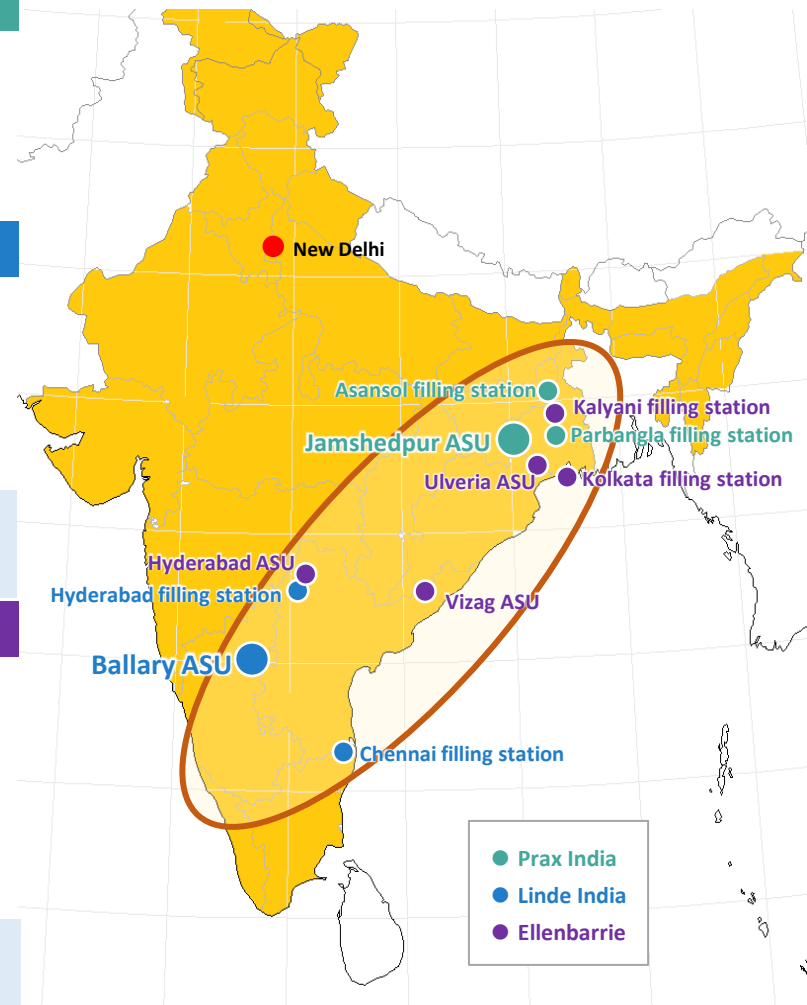 New Delhi
Asansol filling station
Kalyani filling station
Jamshedpur ASU
Parbangla filling station
Ulveria ASU
Kolkata filling station
Hyderabad ASU
Hyderabad filling station
Vizag ASU
Ballary ASU
Chennai filling station
Prax India
Linde India
Ellenbarrie